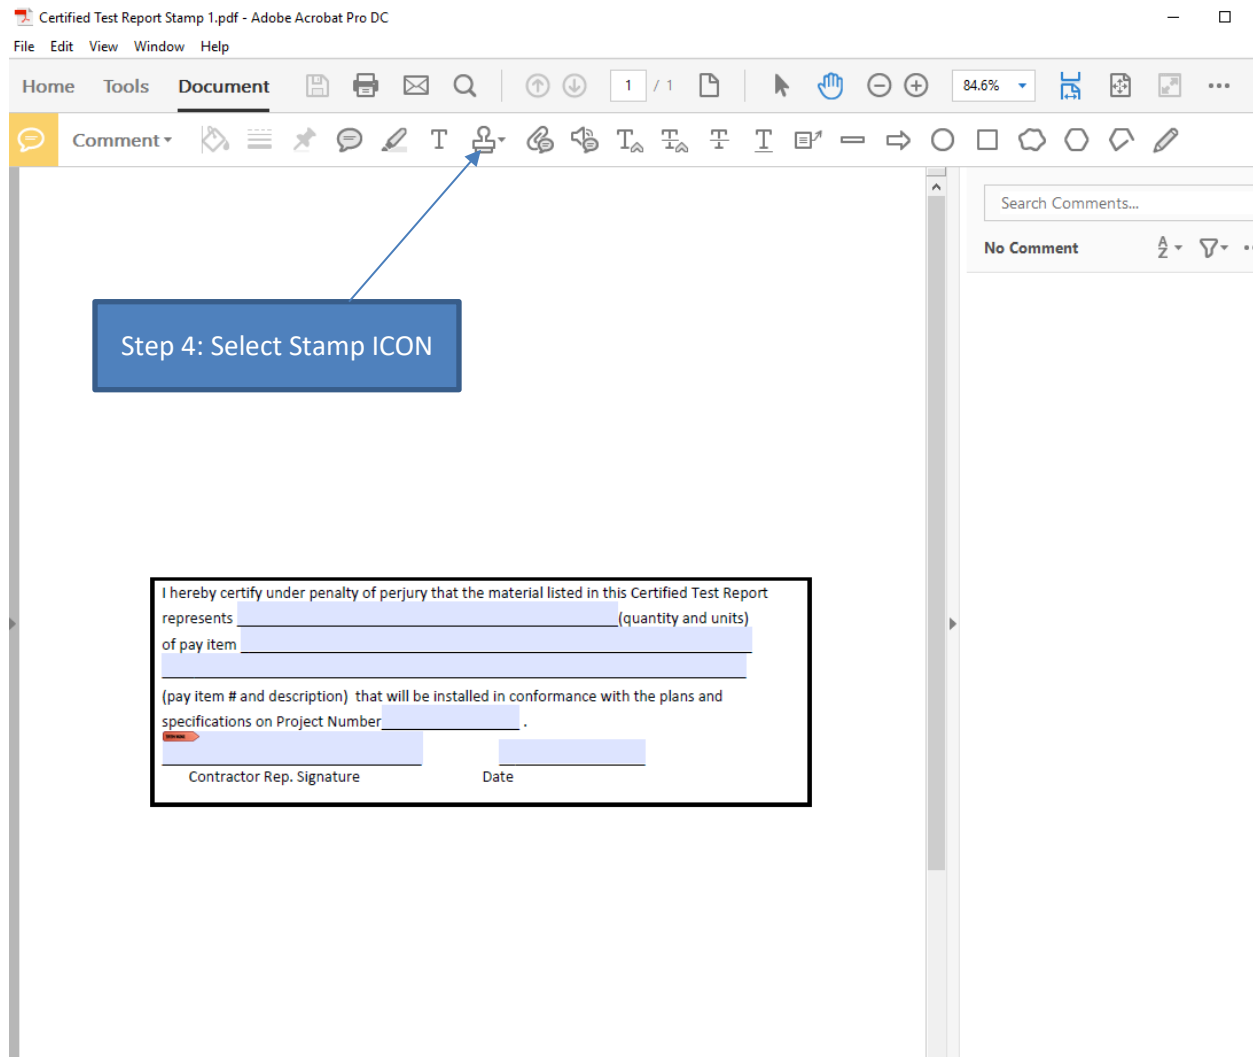 Certified Test Report Stamp 1.pdf - Adobe Acrobat Pro DC
File Edit View Window Help
Home Tools Document 1 / 1 84.6%
Comment
Search Comments...
No Comment
Step 4: Select Stamp ICON
I hereby certify under penalty of perjury that the material listed in this Certified Test Report
represents (quantity and units)
of pay item
(pay item # and description) that will be installed in conformance with the plans and
specifications on Project Number .
Contractor Rep. Signature Date